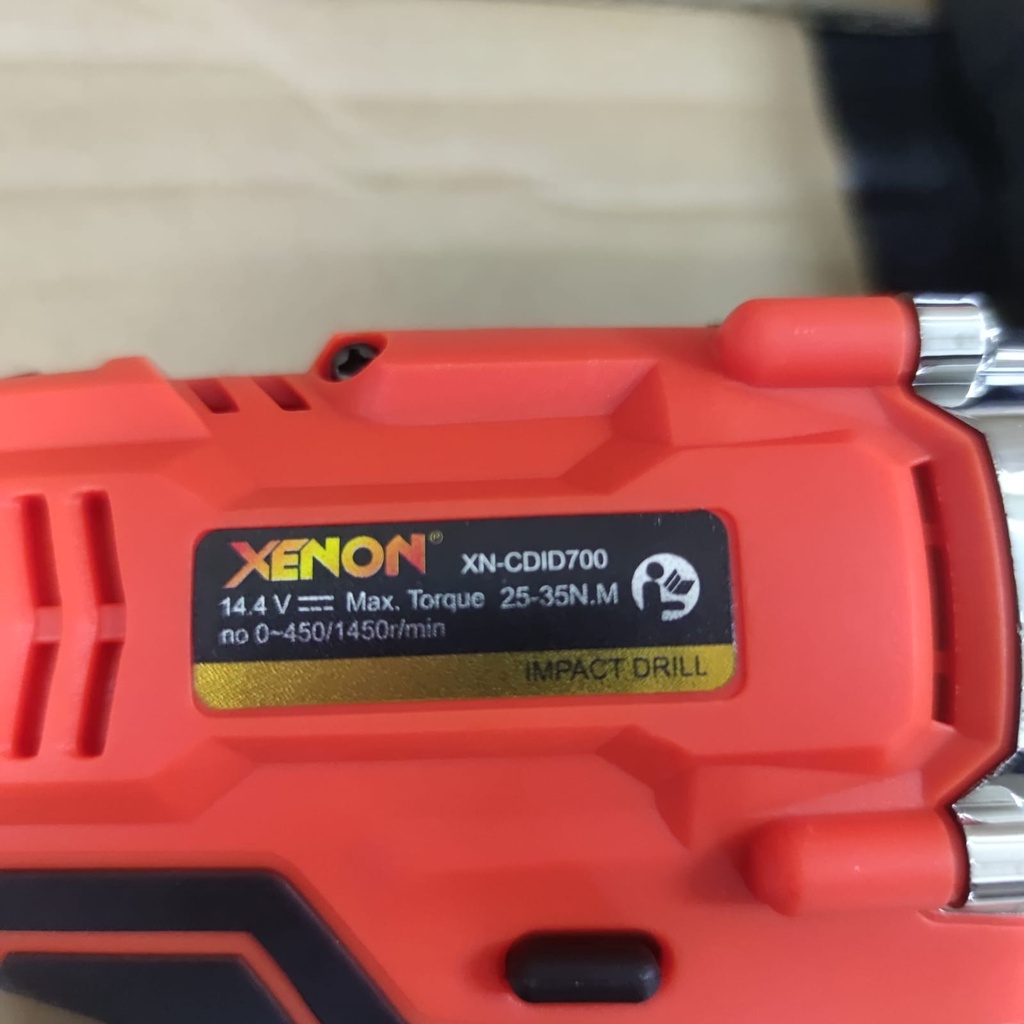 XENON® XN-CDID700
14.4 V ⎓ Max. Torque 25-35N.M
no 0~450/1450r/min
IMPACT DRILL